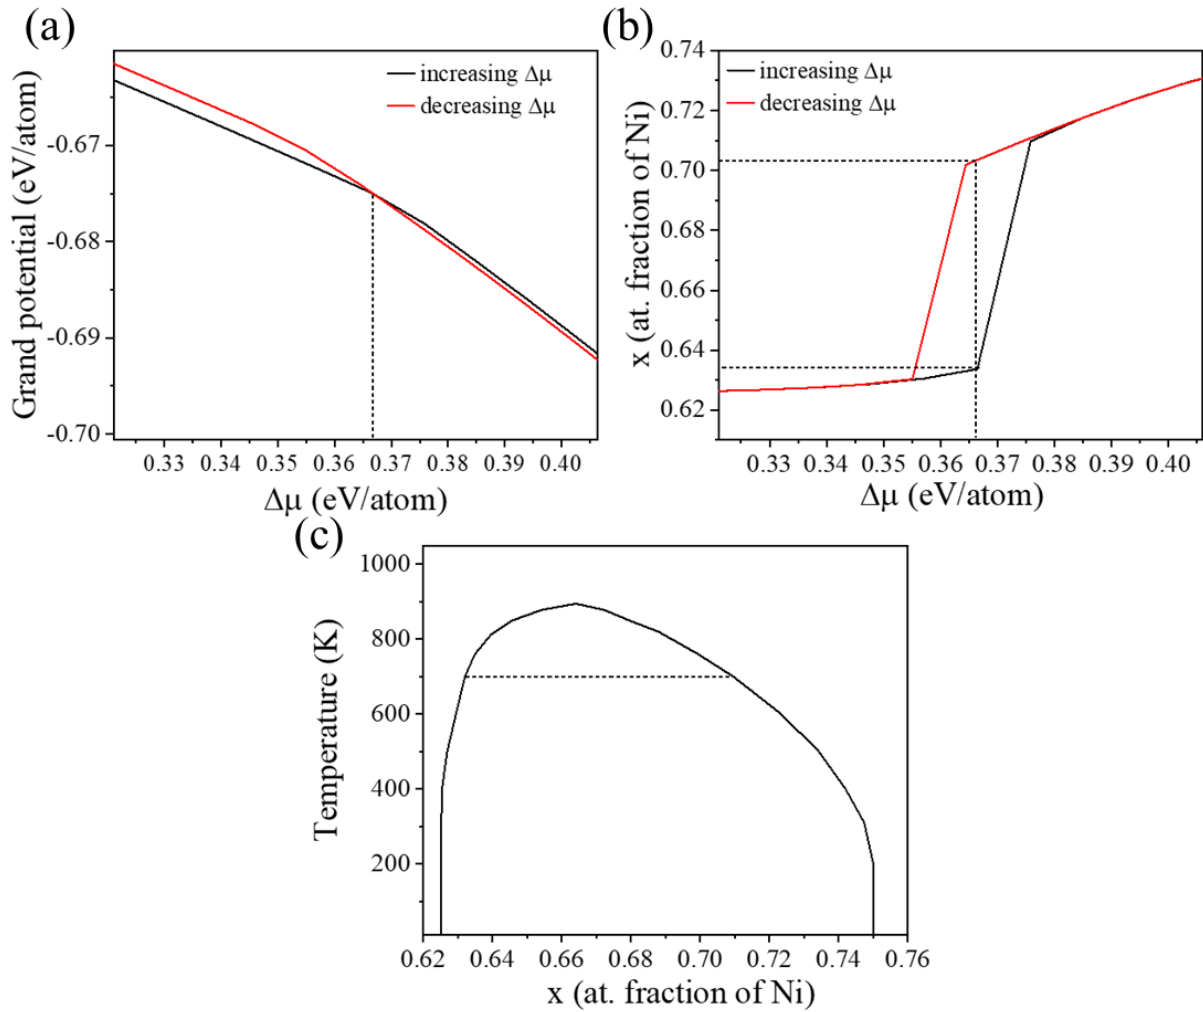 (a)
increasing Δμ
decreasing Δμ
Grand potential (eV/atom)
-0.67
-0.68
-0.69
-0.70
0.33 0.34 0.35 0.36 0.37 0.38 0.39 0.40
Δμ (eV/atom)
(b)
increasing Δμ
decreasing Δμ
x (at. fraction of Ni)
0.74
0.72
0.70
0.68
0.66
0.64
0.62
0.33 0.34 0.35 0.36 0.37 0.38 0.39 0.40
Δμ (eV/atom)
(c)
Temperature (K)
1000
800
600
400
200
0.62 0.64 0.66 0.68 0.70 0.72 0.74 0.76
x (at. fraction of Ni)